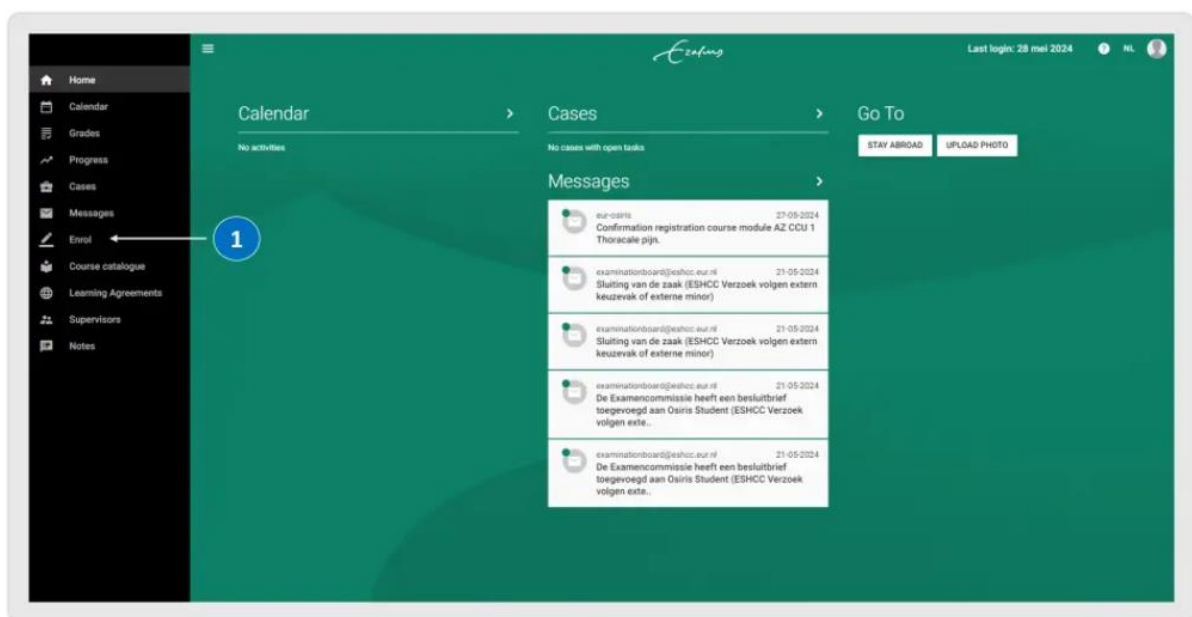 Erasmus
Last login: 28 mei 2024
NL
Home
Calendar
Grades
Progress
Cases
Messages
Enrol
Course catalogue
Learning Agreements
Supervisors
Notes
1
Calendar
No activities
Cases
No cases with open tasks
Messages
eur-osiris 27-05-2024
Confirmation registration course module AZ CCU 1
Thoracale pijn.
examinationboard@eshcc.eur.nl 21-05-2024
Sluiting van de zaak (ESHCC Verzoek volgen extern
keuzevak of externe minor)
examinationboard@eshcc.eur.nl 21-05-2024
Sluiting van de zaak (ESHCC Verzoek volgen extern
keuzevak of externe minor)
examinationboard@eshcc.eur.nl 21-05-2024
De Examencommissie heeft een besluitbrief
toegevoegd aan Osiris Student (ESHCC Verzoek
volgen exte..
examinationboard@eshcc.eur.nl 21-05-2024
De Examencommissie heeft een besluitbrief
toegevoegd aan Osiris Student (ESHCC Verzoek
volgen exte..
Go To
STAY ABROAD UPLOAD PHOTO